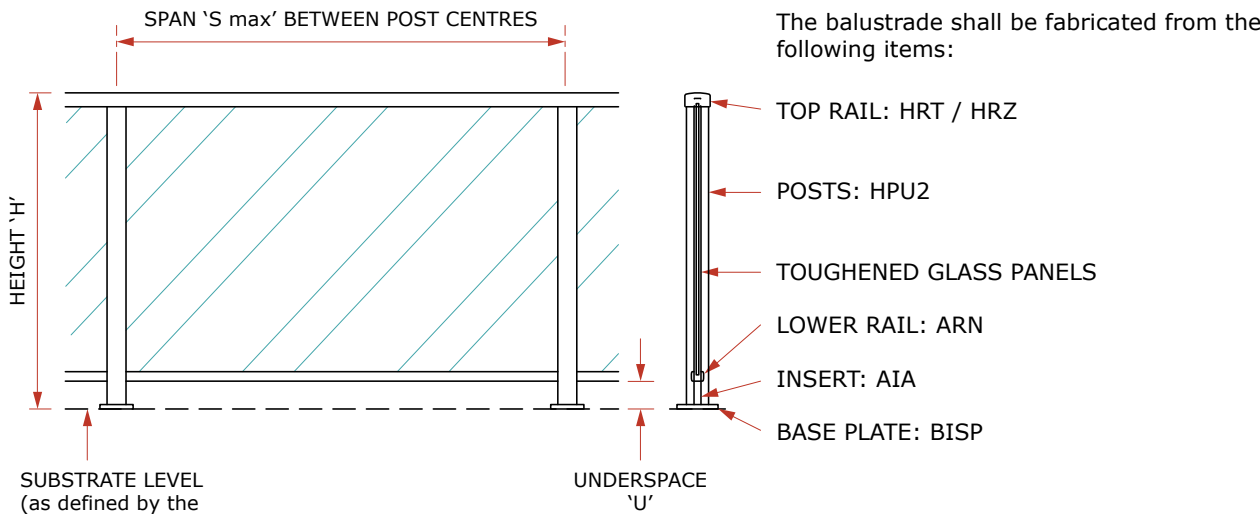 SPAN ‘S max’ BETWEEN POST CENTRES
The balustrade shall be fabricated from the
following items:
TOP RAIL: HRT / HRZ
POSTS: HPU2
HEIGHT ‘H’
TOUGHENED GLASS PANELS
LOWER RAIL: ARN
INSERT: AIA
BASE PLATE: BISP
SUBSTRATE LEVEL
(as defined by the
UNDERSPACE
‘U’